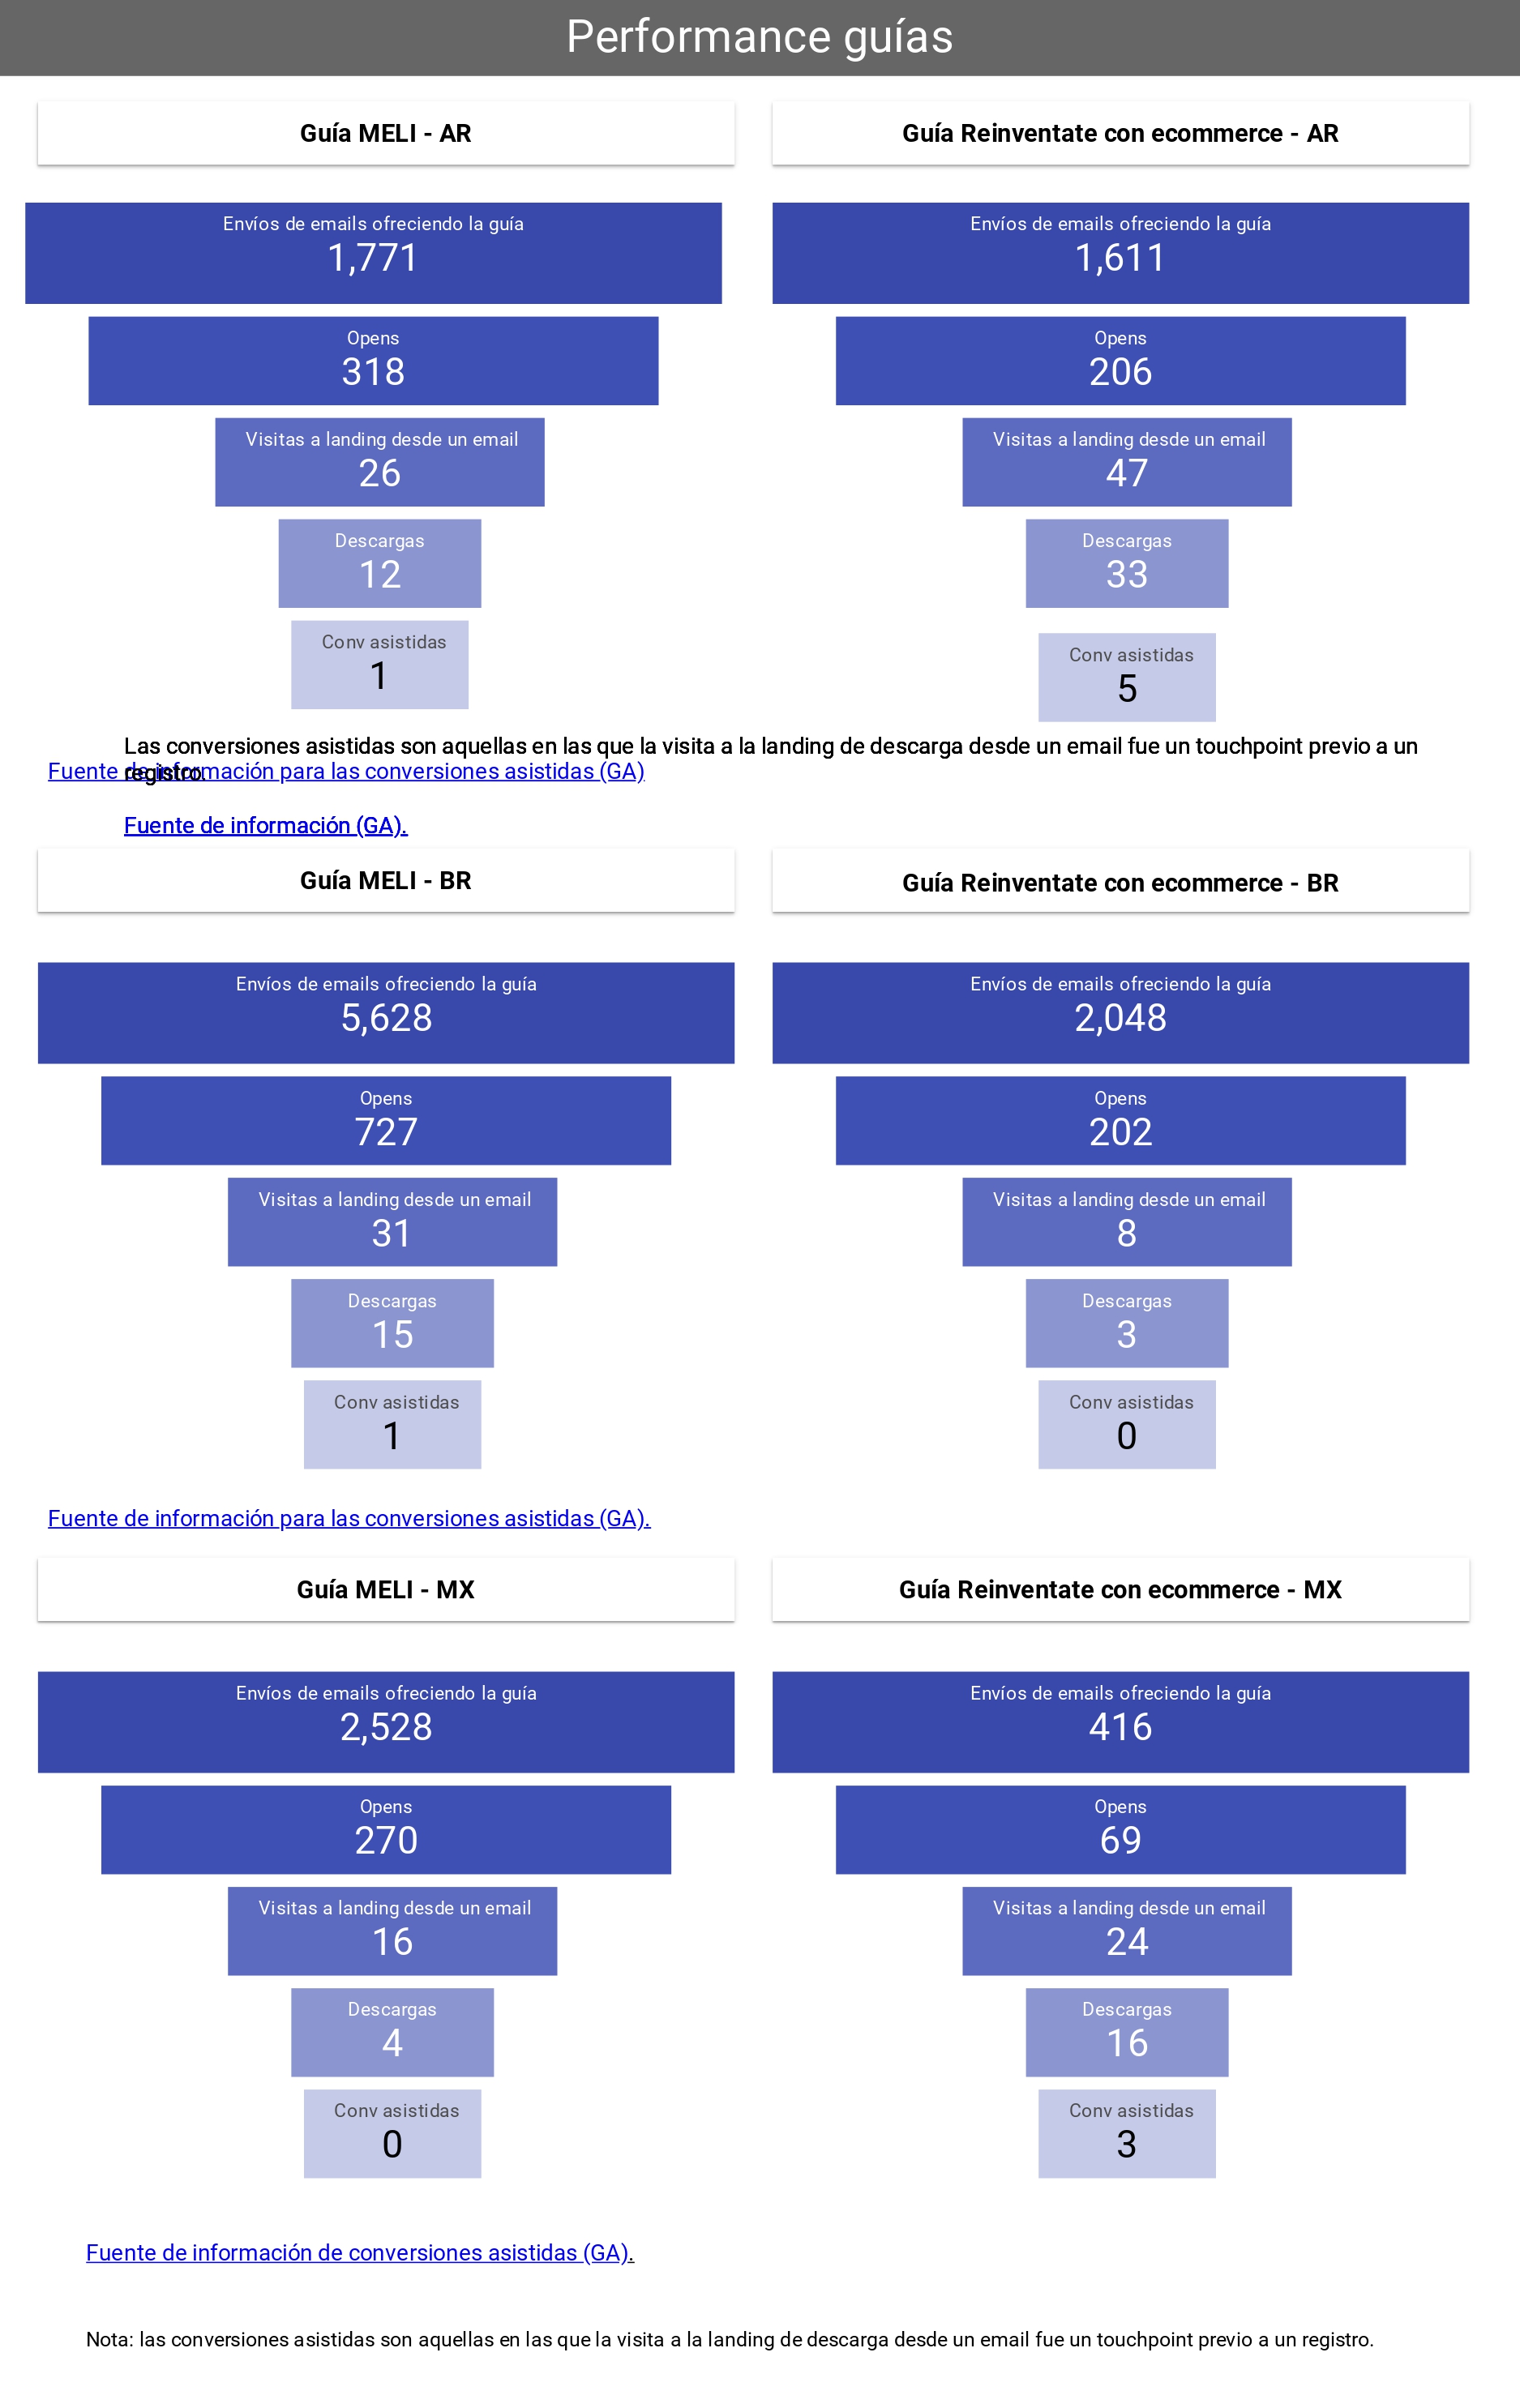 Performance guías
Guía MELI - AR
Envíos de emails ofreciendo la guía
1,771
Opens
318
Visitas a landing desde un email
26
Descargas
12
Conv asistidas
1
Guía Reinventate con ecommerce - AR
Envíos de emails ofreciendo la guía
1,611
Opens
206
Visitas a landing desde un email
47
Descargas
33
Conv asistidas
5
Las conversiones asistidas son aquellas en las que la visita a la landing de descarga desde un email fue un touchpoint previo a un
registro.
Fuente de información para las conversiones asistidas (GA)
Fuente de información (GA).
Guía MELI - BR
Envíos de emails ofreciendo la guía
5,628
Opens
727
Visitas a landing desde un email
31
Descargas
15
Conv asistidas
1
Guía Reinventate con ecommerce - BR
Envíos de emails ofreciendo la guía
2,048
Opens
202
Visitas a landing desde un email
8
Descargas
3
Conv asistidas
0
Fuente de información para las conversiones asistidas (GA).
Guía MELI - MX
Envíos de emails ofreciendo la guía
2,528
Opens
270
Visitas a landing desde un email
16
Descargas
4
Conv asistidas
0
Guía Reinventate con ecommerce - MX
Envíos de emails ofreciendo la guía
416
Opens
69
Visitas a landing desde un email
24
Descargas
16
Conv asistidas
3
Fuente de información de conversiones asistidas (GA).
Nota: las conversiones asistidas son aquellas en las que la visita a la landing de descarga desde un email fue un touchpoint previo a un registro.